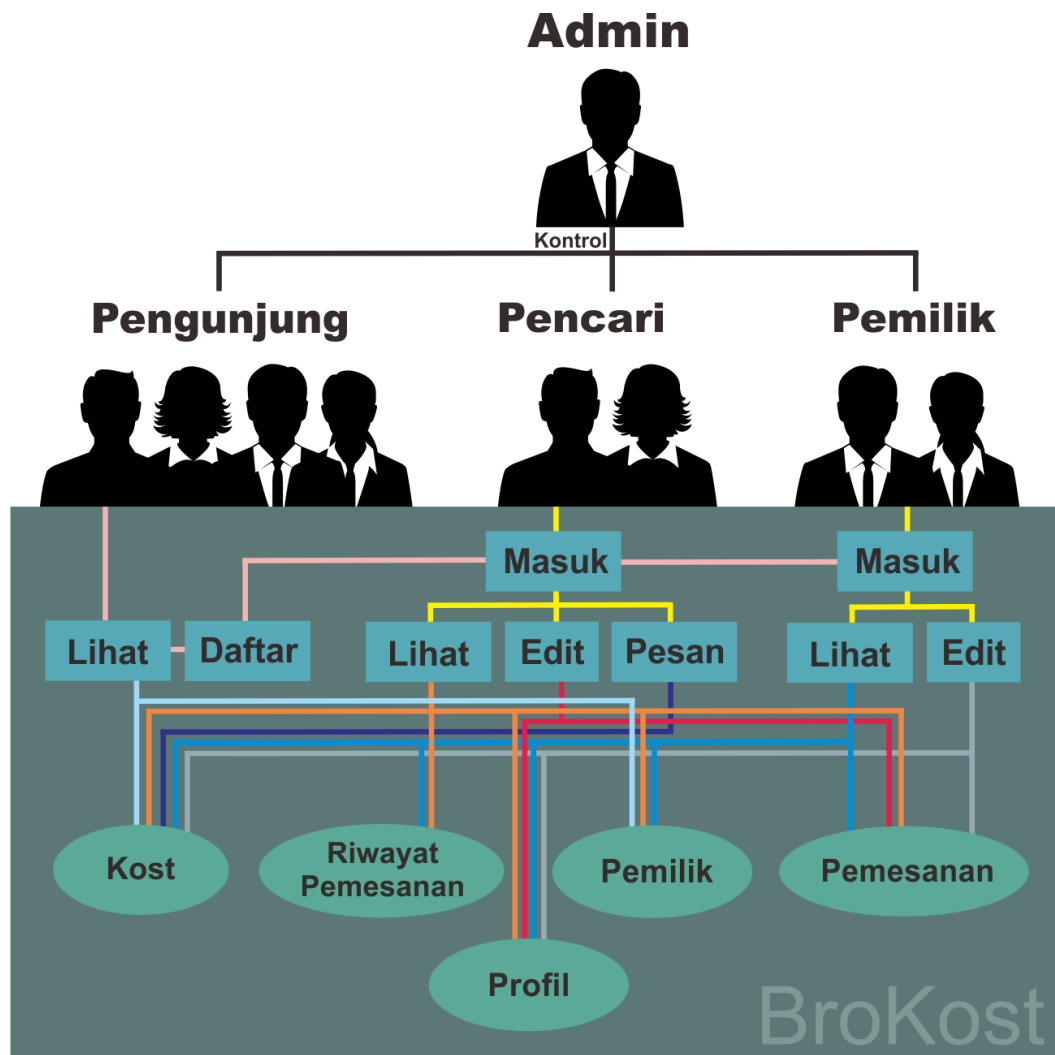 Admin
Kontrol
Pengunjung
Pencari
Pemilik
Masuk
Masuk
Lihat
Daftar
Lihat
Edit
Pesan
Lihat
Edit
Kost
Riwayat
Pemesanan
Pemilik
Pemesanan
Profil
BroKost